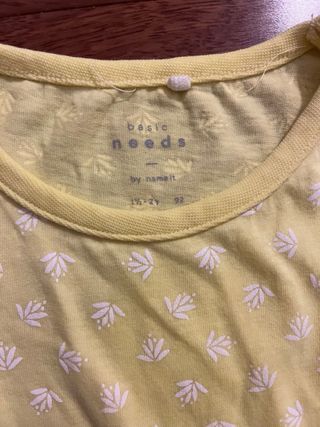 basic
needs
by name it
1½-2Y 92